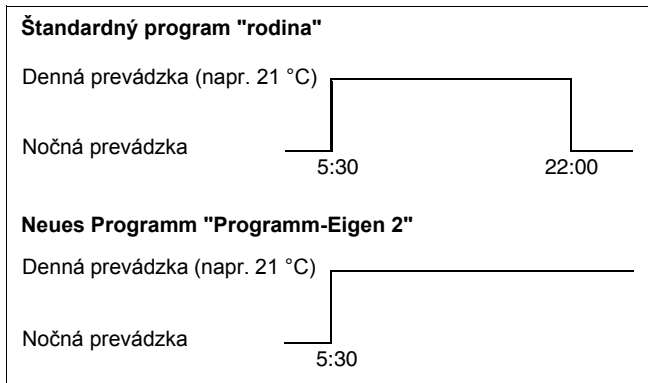 Štandardný program "rodina"
Denná prevádzka (napr. 21 °C)
Nočná prevádzka
5:30 22:00
Neues Programm "Programm-Eigen 2"
Denná prevádzka (napr. 21 °C)
Nočná prevádzka
5:30